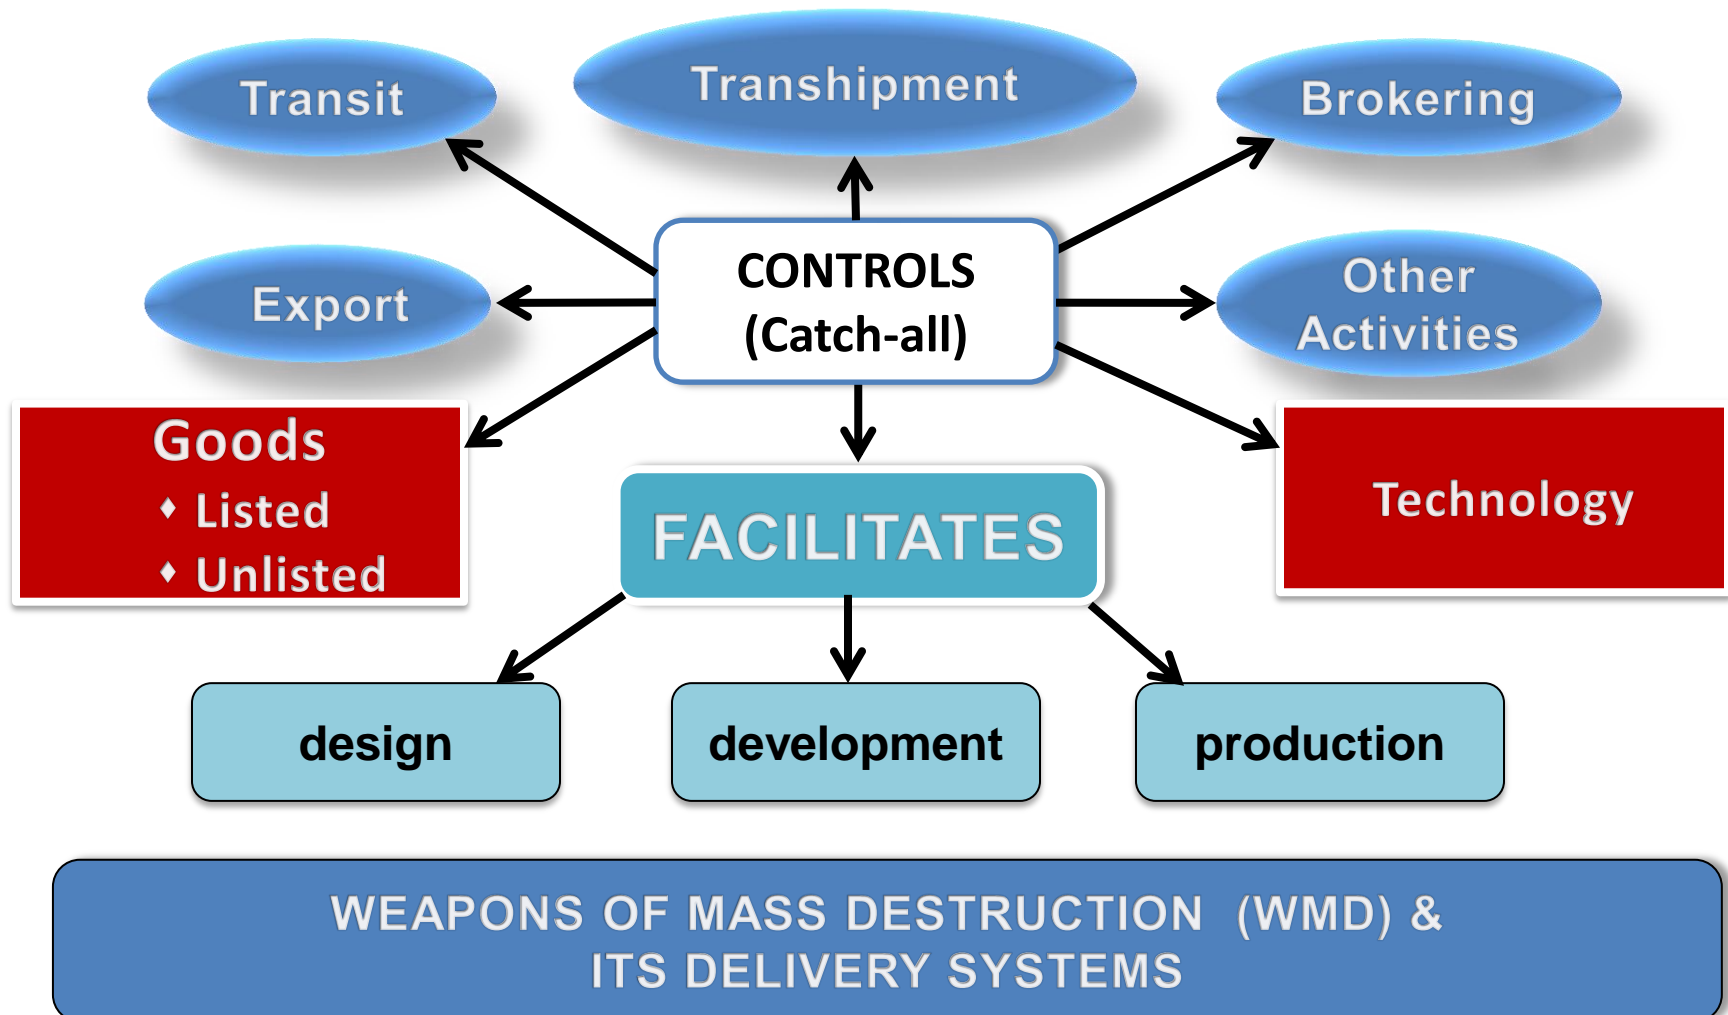 Transit
Transhipment
Brokering
Export
CONTROLS
(Catch-all)
Other
Activities
Goods
♦ Listed
♦ Unlisted
FACILITATES
Technology
design
development
production
WEAPONS OF MASS DESTRUCTION (WMD) &
ITS DELIVERY SYSTEMS